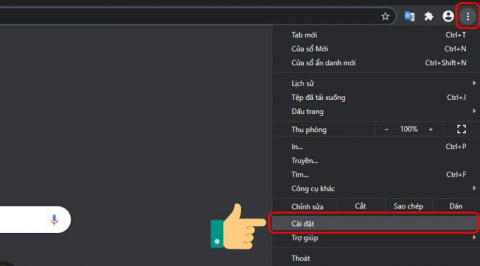 Tab mới Ctrl+T
Cửa sổ Mới Ctrl+N
Cửa sổ ẩn danh mới Ctrl+Shift+N
Lịch sử
Tệp đã tải xuống Ctrl+J
Dấu trang
Thu phóng - 100% +
In... Ctrl+P
Truyền...
Tìm... Ctrl+F
Công cụ khác
Chỉnh sửa Cắt Sao chép Dán
Cài đặt
Trợ giúp
Thoát